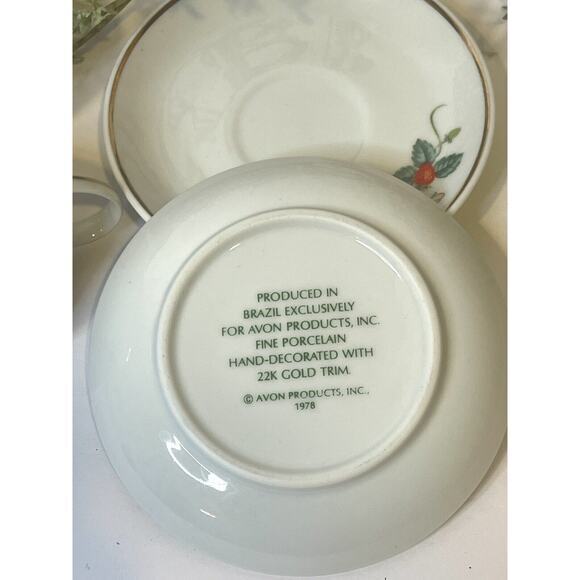 PRODUCED IN
BRAZIL EXCLUSIVELY
FOR AVON PRODUCTS, INC.
FINE PORCELAIN
HAND-DECORATED WITH
22K GOLD TRIM.
© AVON PRODUCTS, INC.,
1978